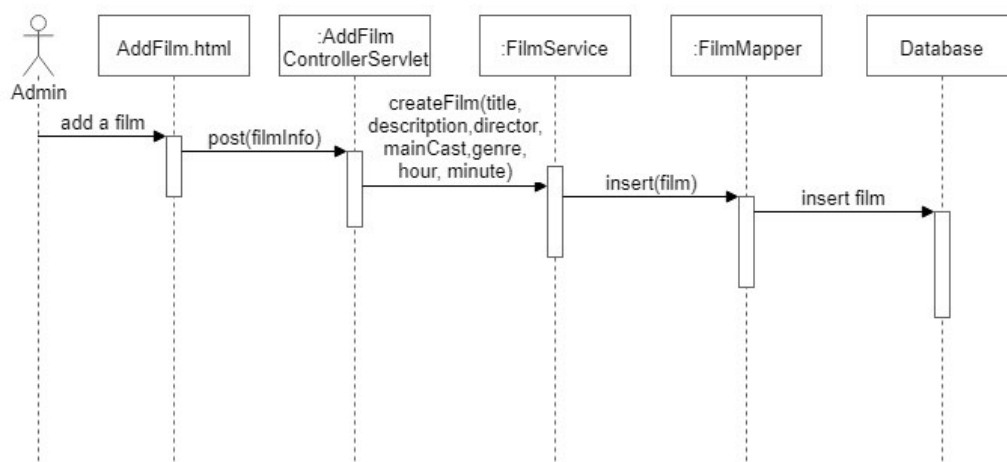 Admin
AddFilm.html
:AddFilm
ControllerServlet
:FilmService
:FilmMapper
Database
add a film
post(filmInfo)
createFilm(title,
descritption,director,
mainCast,genre,
hour, minute)
insert(film)
insert film